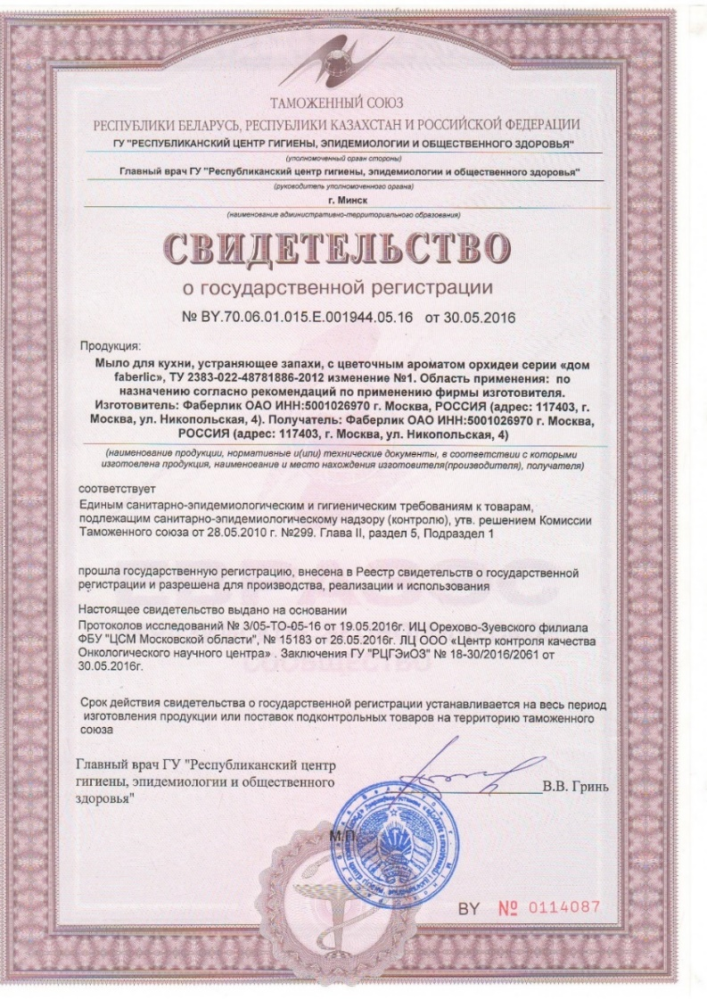 ТАМОЖЕННЫЙ СОЮЗ
РЕСПУБЛИКИ БЕЛАРУСЬ, РЕСПУБЛИКИ КАЗАХСТАН И РОССИЙСКОЙ ФЕДЕРАЦИИ
ГУ "РЕСПУБЛИКАНСКИЙ ЦЕНТР ГИГИЕНЫ, ЭПИДЕМИОЛОГИИ И ОБЩЕСТВЕННОГО ЗДОРОВЬЯ"
(уполномоченный орган стороны)
Главный врач ГУ "Республиканский центр гигиены, эпидемиологии и общественного здоровья"
(руководитель уполномоченного органа)
г. Минск
(наименование административно-территориального образования)
СВИДЕТЕЛЬСТВО
о государственной регистрации
№ BY.70.06.01.015.E.001944.05.16 от 30.05.2016
Продукция:
Мыло для кухни, устраняющее запахи, с цветочным ароматом орхидеи серии «дом
faberlic», ТУ 2383-022-48781886-2012 изменение №1. Область применения: по
назначению согласно рекомендаций по применению фирмы изготовителя.
Изготовитель: Фаберлик ОАО ИНН:5001026970 г. Москва, РОССИЯ (адрес: 117403, г.
Москва, ул. Никопольская, 4). Получатель: Фаберлик ОАО ИНН:5001026970 г. Москва,
РОССИЯ (адрес: 117403, г. Москва, ул. Никопольская, 4)
(наименование продукции, нормативные и(или) технические документы, в соответствии с которыми
изготовлена продукция, наименование и место нахождения изготовителя(производителя), получателя)
соответствует
Единым санитарно-эпидемиологическим и гигиеническим требованиям к товарам,
подлежащим санитарно-эпидемиологическому надзору (контролю), утв. решением Комиссии
Таможенного союза от 28.05.2010 г. №299. Глава II, раздел 5, Подраздел 1
прошла государственную регистрацию, внесена в Реестр свидетельств о государственной
регистрации и разрешена для производства, реализации и использования
Настоящее свидетельство выдано на основании
Протоколов исследований № 3/05-ТО-05-16 от 19.05.2016г. ИЦ Орехово-Зуевского филиала
ФБУ "ЦСМ Московской области", № 15183 от 26.05.2016г. ЛЦ ООО «Центр контроля качества
Онкологического научного центра» . Заключения ГУ "РЦГЭиОЗ" № 18-30/2016/2061 от
30.05.2016г.
Срок действия свидетельства о государственной регистрации устанавливается на весь период
изготовления продукции или поставок подконтрольных товаров на территорию таможенного
союза
Главный врач ГУ "Республиканский центр
гигиены, эпидемиологии и общественного
здоровья"
В.В. Гринь
М.П.
BY № 0114087